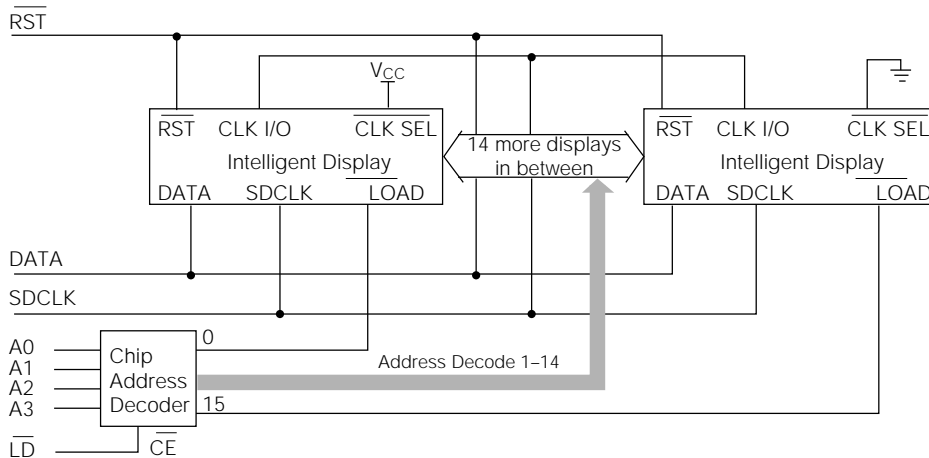 RST
VCC
RST CLK I/O CLK SEL
Intelligent Display
DATA SDCLK LOAD
14 more displays
in between
RST CLK I/O CLK SEL
Intelligent Display
DATA SDCLK LOAD
DATA
SDCLK
A0
A1
A2
A3
Chip
Address
Decoder
0
15
Address Decode 1–14
LD
CE